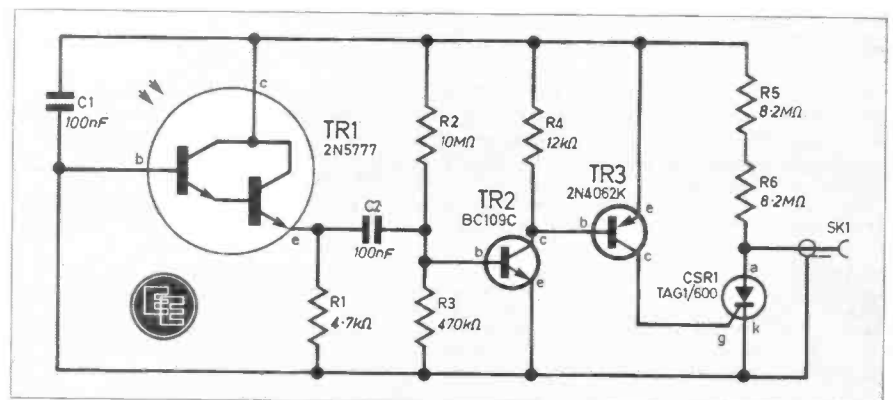 C1
100nF
c
b
e
TR1
2N5777
C2
100nF
R1
4·7kΩ
R2
10MΩ
R3
470kΩ
b
c
e
TR2
BC109C
R4
12kΩ
TR3
2N4062K
b
e
c
R5
8·2MΩ
R6
8·2MΩ
SK1
a
CSR1
TAG1/600
g
k
EE